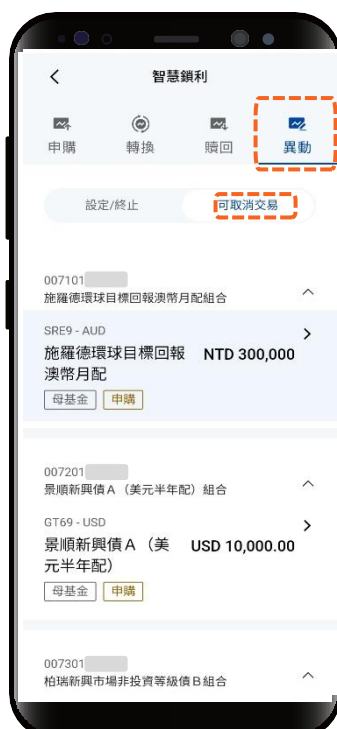 智慧鎖利
申購
轉換
贖回
異動
設定/終止
可取消交易
007101
施羅德環球目標回報澳幣月配組合
SRE9 - AUD
施羅德環球目標回報 NTD 300,000
澳幣月配
母基金 申購
007201
景順新興債A（美元半年配）組合
GT69 - USD
景順新興債A（美 USD 10,000.00
元半年配）
母基金 申購
007301
柏瑞新興市場非投資等級債B組合